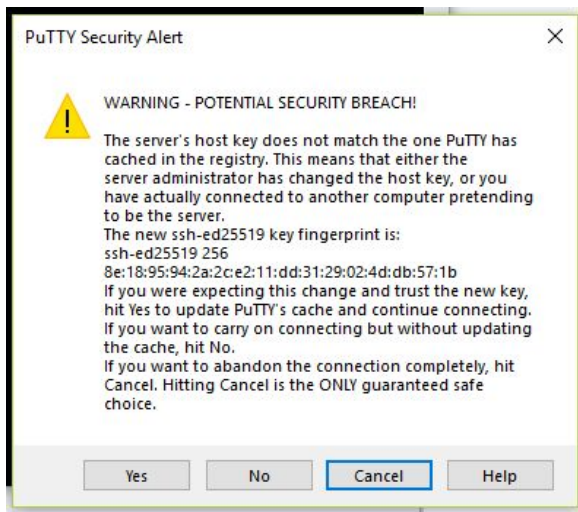 PuTTY Security Alert
WARNING - POTENTIAL SECURITY BREACH!
The server's host key does not match the one PuTTY has
cached in the registry. This means that either the
server administrator has changed the host key, or you
have actually connected to another computer pretending
to be the server.
The new ssh-ed25519 key fingerprint is:
ssh-ed25519 256
8e:18:95:94:2a:2c:e2:11:dd:31:29:02:4d:db:57:1b
If you were expecting this change and trust the new key,
hit Yes to update PuTTY's cache and continue connecting.
If you want to carry on connecting but without updating
the cache, hit No.
If you want to abandon the connection completely, hit
Cancel. Hitting Cancel is the ONLY guaranteed safe
choice.
Yes No Cancel Help